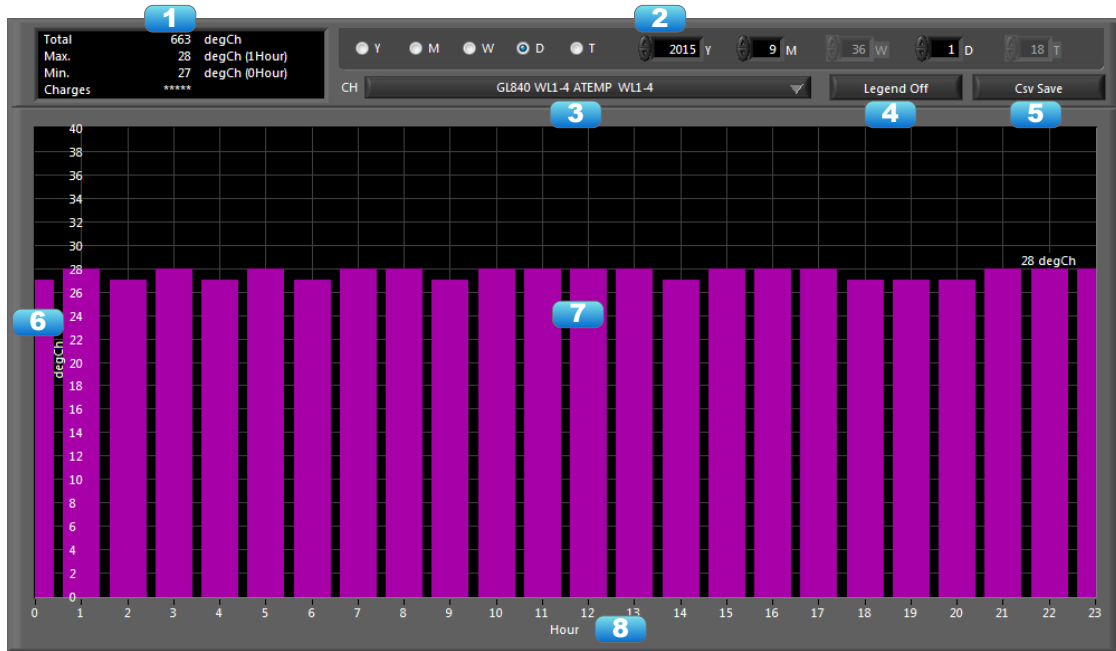 1
2
Total 663 degCh
Max. 28 degCh (1Hour)
Min. 27 degCh (0Hour)
Charges *****
Y M W D T 2015 Y 9 M 36 W 1 D 18 T
CH GL840 WL1-4 ATEMP WL1-4 Legend Off Csv Save
3 4 5
40
38
36
34
32
30
28 degCh
28
26
24
6
7
22
20
degCh
18
16
14
12
10
8
6
4
2
0
0 1 2 3 4 5 6 7 8 9 10 11 12 13 14 15 16 17 18 19 20 21 22 23
Hour
8